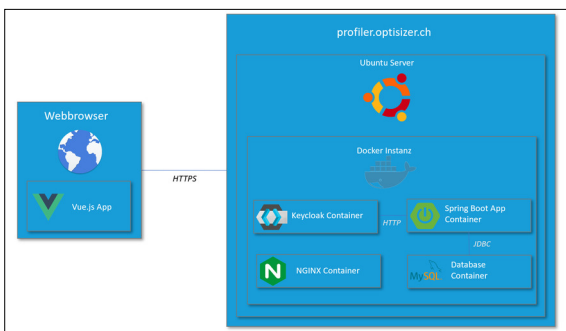 profiler.optisizer.ch
Ubuntu Server
Webbrowser
Docker Instanz
HTTPS
Vue.js App
Keycloak Container
HTTP
Spring Boot App
Container
JDBC
NGINX Container
MySQL
Database
Container